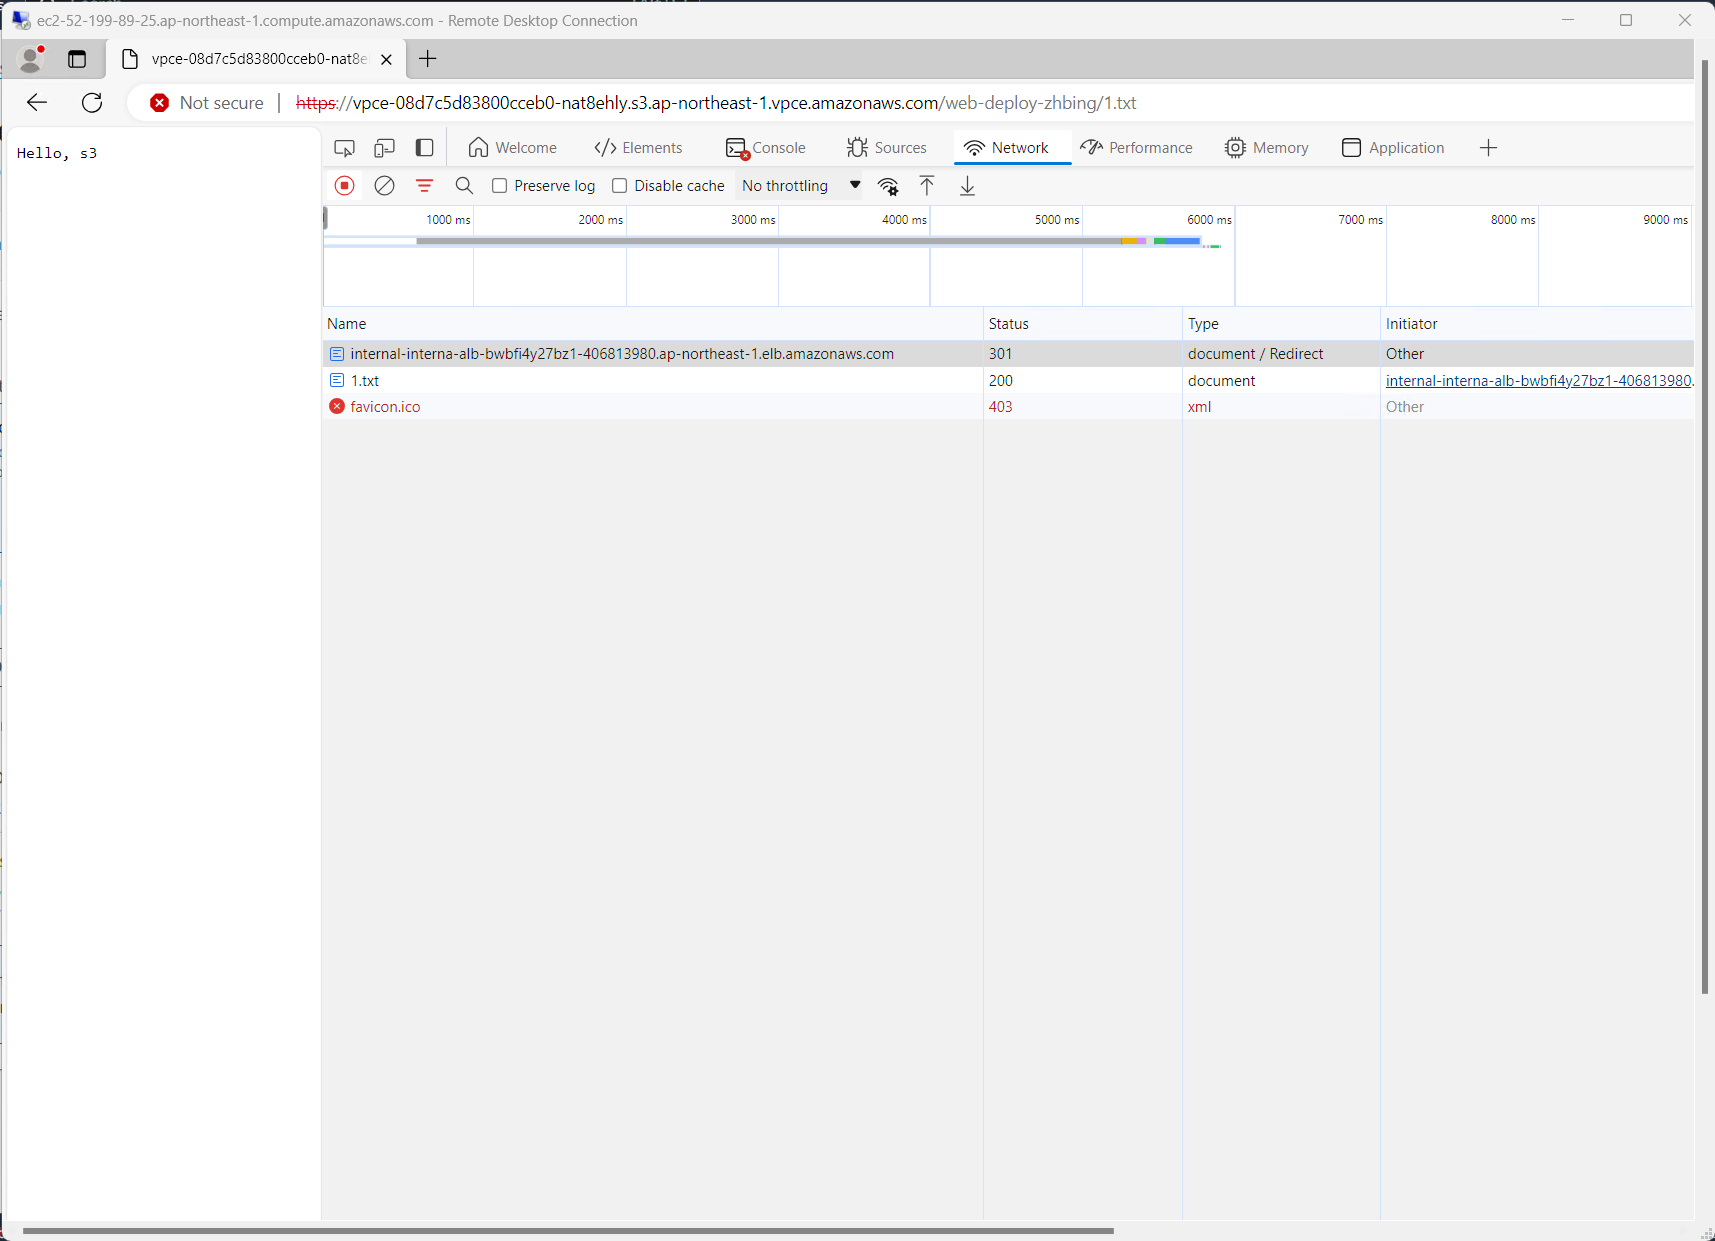 ec2-52-199-89-25.ap-northeast-1.compute.amazonaws.com - Remote Desktop Connection
vpce-08d7c5d83800cceb0-nat8e
Not secure | https://vpce-08d7c5d83800cceb0-nat8ehly.s3.ap-northeast-1.vpce.amazonaws.com/web-deploy-zhbing/1.txt
Hello, s3
Welcome Elements Console Sources Network Performance Memory Application
Preserve log Disable cache No throttling
1000 ms 2000 ms 3000 ms 4000 ms 5000 ms 6000 ms 7000 ms 8000 ms 9000 ms
Name Status Type Initiator
internal-interna-alb-bwbfi4y27bz1-406813980.ap-northeast-1.elb.amazonaws.com 301 document / Redirect Other
1.txt 200 document internal-interna-alb-bwbfi4y27bz1-406813980.
favicon.ico 403 xml Other